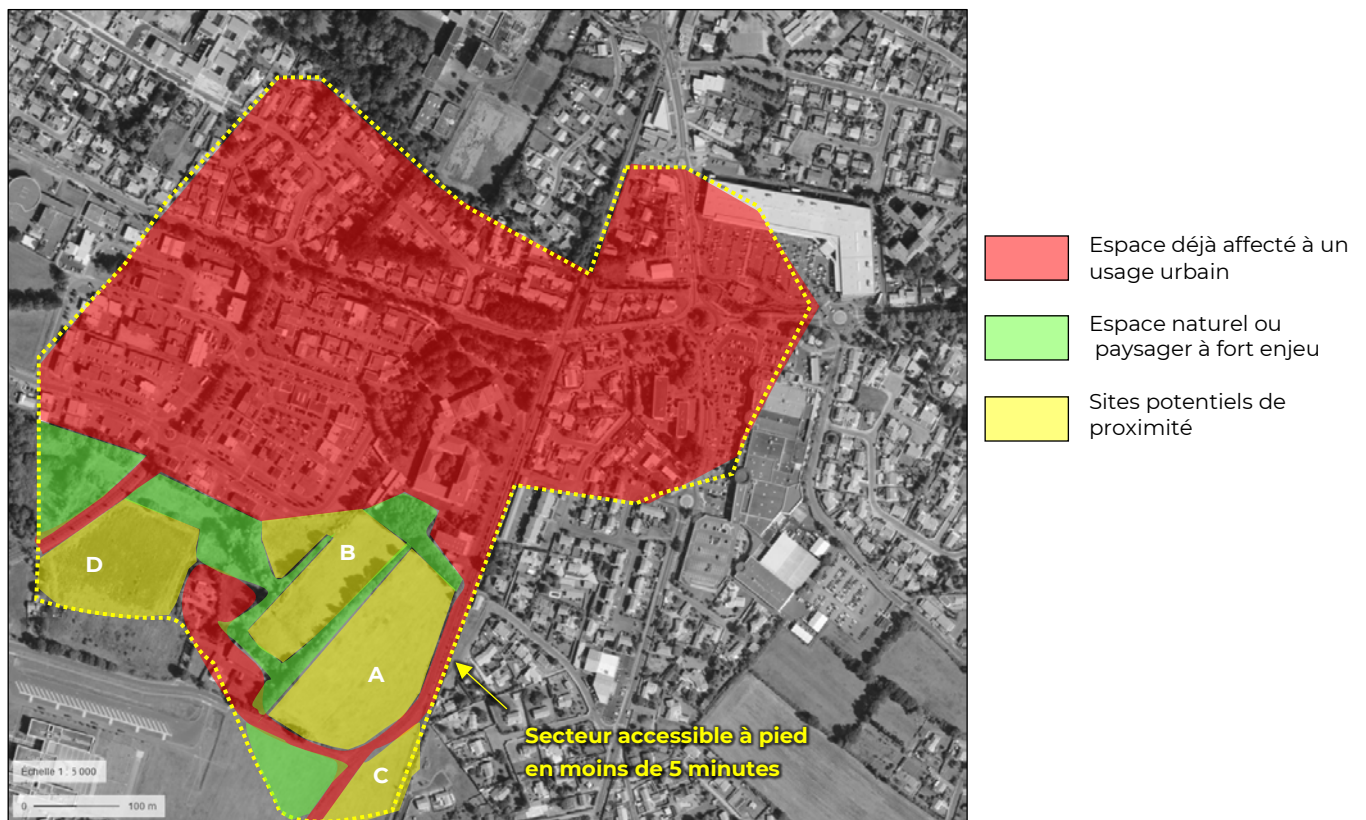 Espace déjà affecté à un
usage urbain
Espace naturel ou
paysager à fort enjeu
Sites potentiels de
proximité
B
D
A
Secteur accessible à pied
en moins de 5 minutes
C
Échelle 1 : 5 000
0 100 m